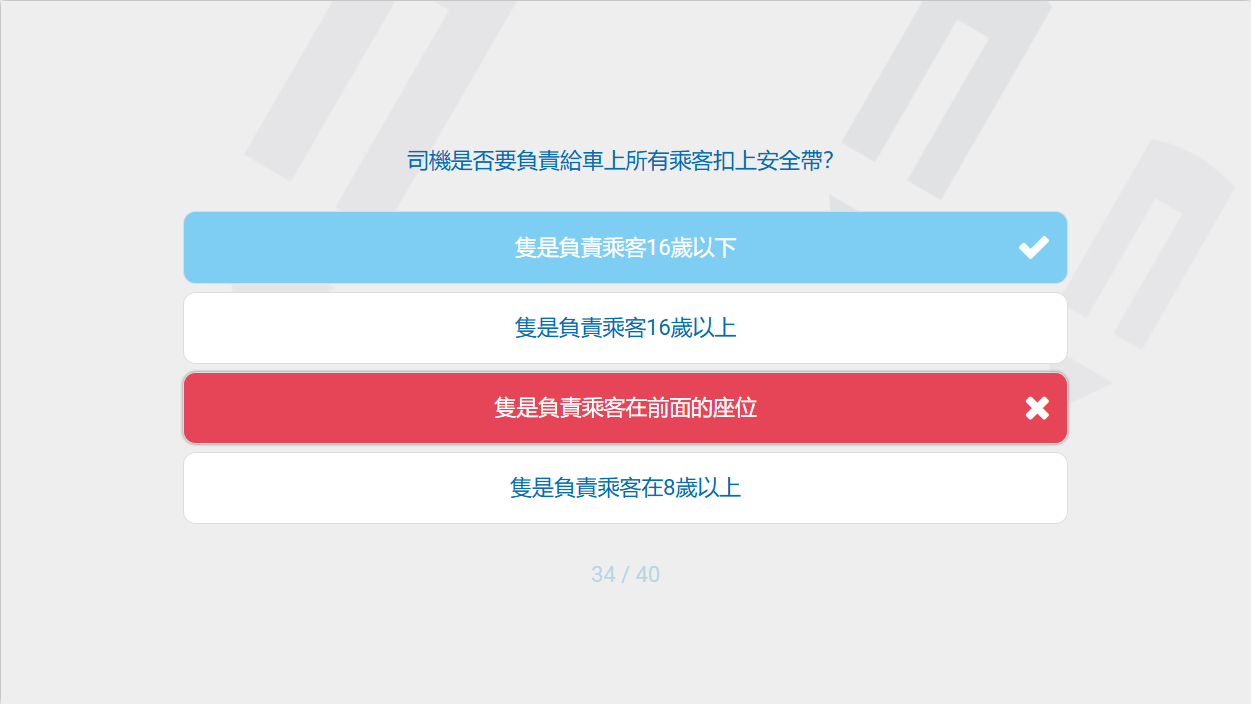 司機是否要負責給車上所有乘客扣上安全帶?
隻是負責乘客16歲以下
隻是負責乘客16歲以上
隻是負責乘客在前面的座位
隻是負責乘客在8歲以上
34 / 40